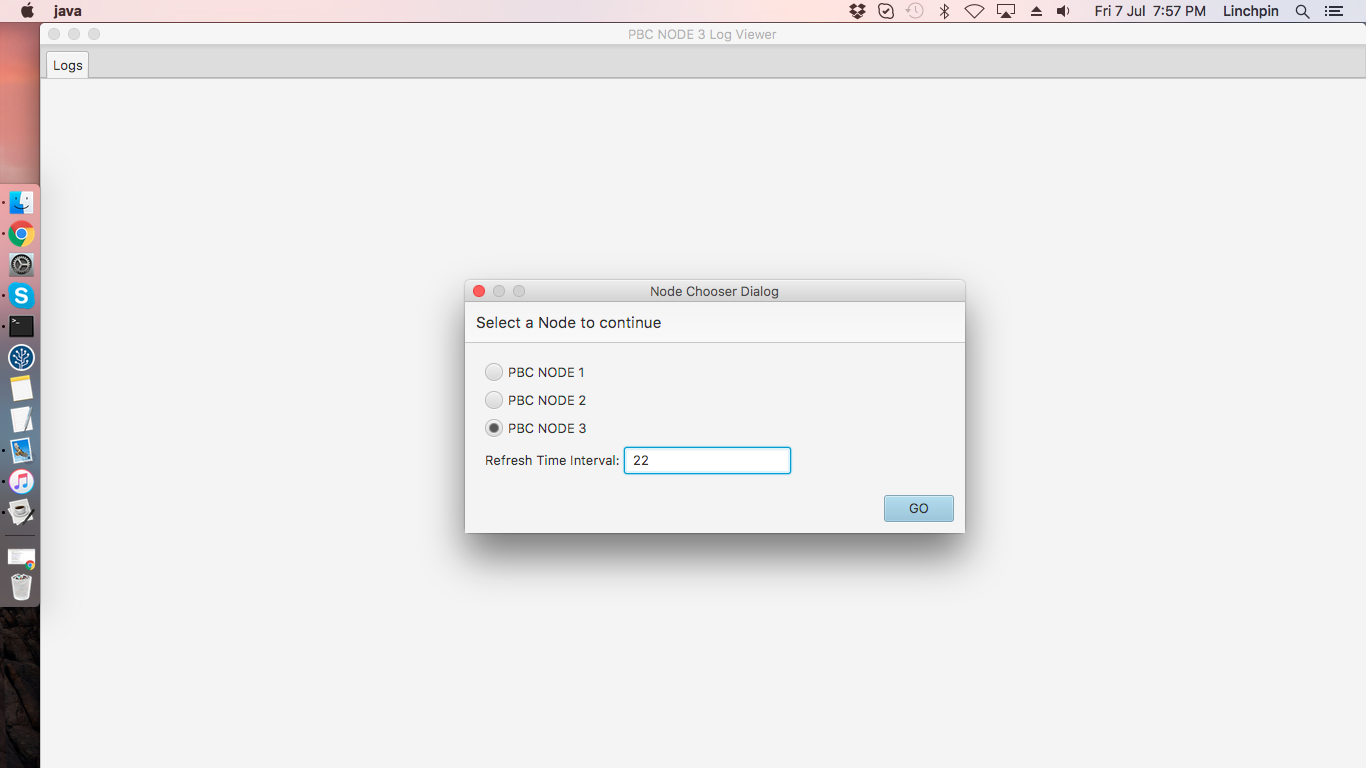 java
Fri 7 Jul 7:57 PM
Linchpin
PBC NODE 3 Log Viewer
Logs
Node Chooser Dialog
Select a Node to continue
PBC NODE 1
PBC NODE 2
PBC NODE 3
Refresh Time Interval: 22
GO